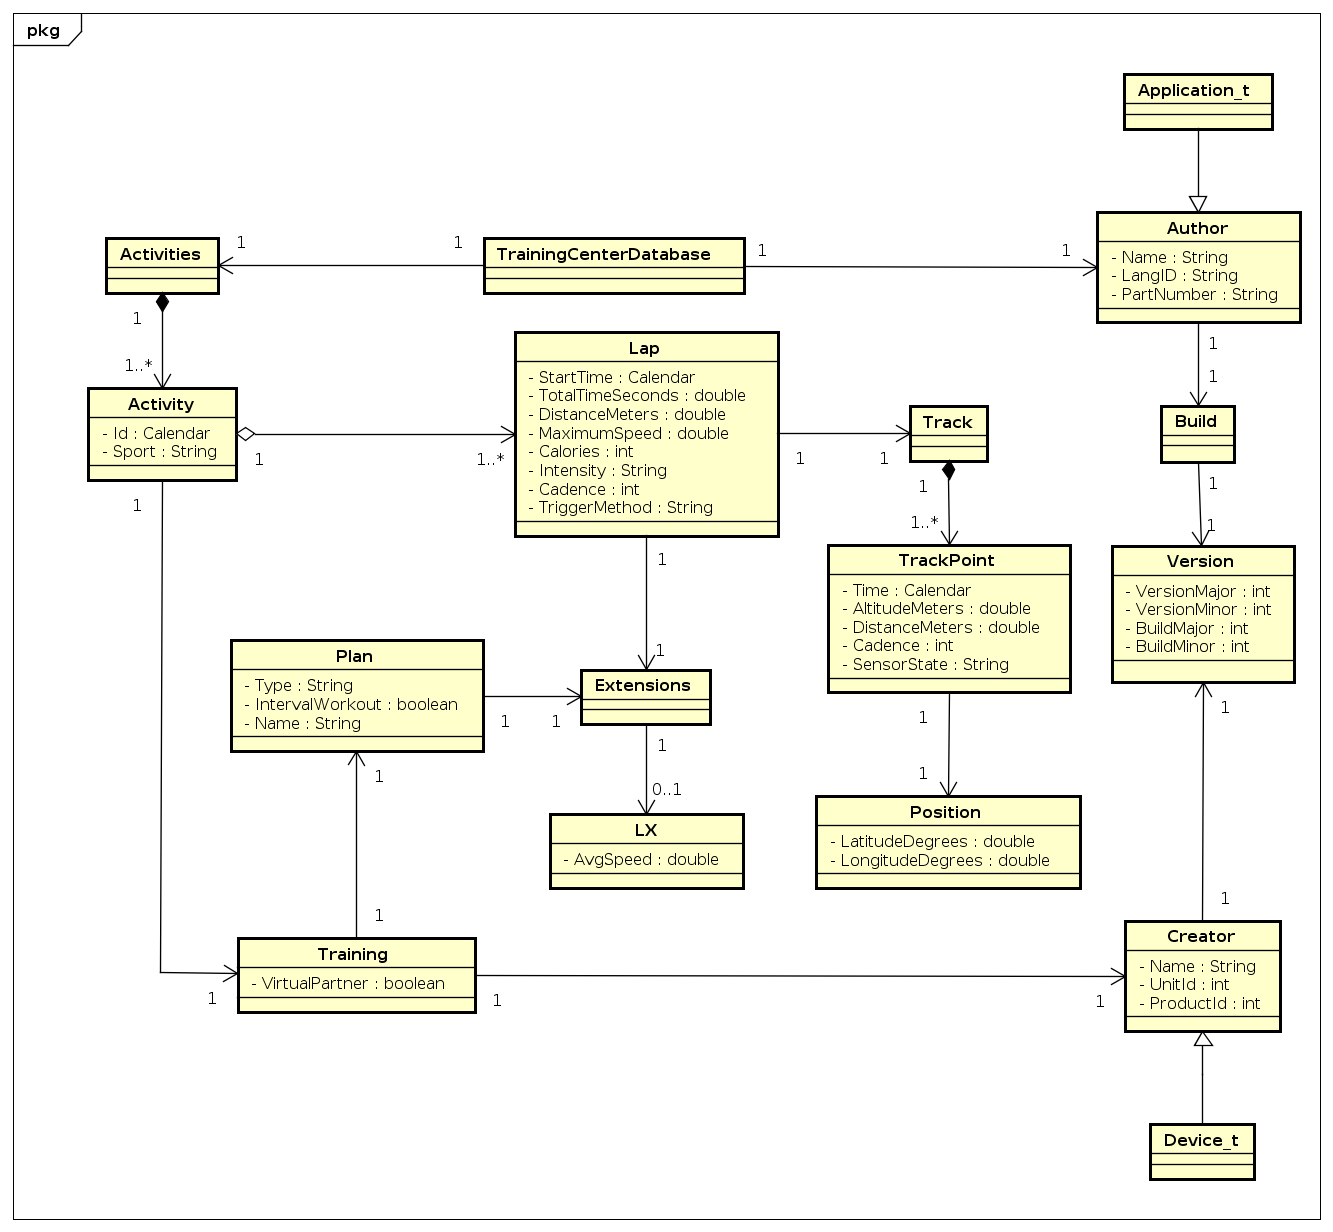 pkg
Application_t
Author
- Name : String
- LangID : String
- PartNumber : String
Activities
1
1
TrainingCenterDatabase
1
1
1
1..*
Lap
- StartTime : Calendar
- TotalTimeSeconds : double
- DistanceMeters : double
- MaximumSpeed : double
- Calories : int
- Intensity : String
- Cadence : int
- TriggerMethod : String
1
1
Activity
- Id : Calendar
- Sport : String
1
1..*
1
1
Track
Build
1
1..*
1
1
1
1
TrackPoint
- Time : Calendar
- AltitudeMeters : double
- DistanceMeters : double
- Cadence : int
- SensorState : String
Version
- VersionMajor : int
- VersionMinor : int
- BuildMajor : int
- BuildMinor : int
1
Plan
- Type : String
- IntervalWorkout : boolean
- Name : String
1
1
Extensions
1
1
1
1
0..1
1
1
LX
- AvgSpeed : double
Position
- LatitudeDegrees : double
- LongitudeDegrees : double
1
1
Training
- VirtualPartner : boolean
1
1
1
Creator
- Name : String
- UnitId : int
- ProductId : int
Device_t